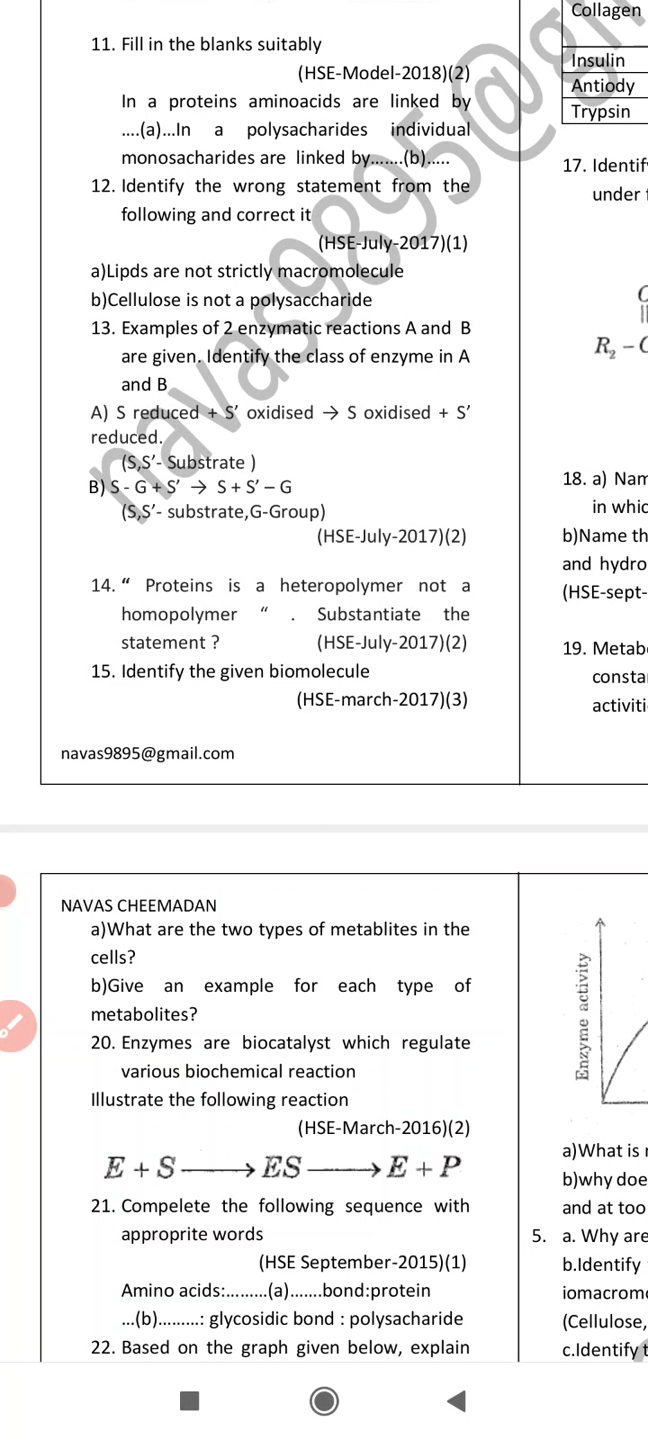 11. Fill in the blanks suitably
(HSE-Model-2018)(2)
In a proteins aminoacids are linked by
....(a)...In a polysacharides individual
monosacharides are linked by.......(b).....
12. Identify the wrong statement from the
following and correct it
(HSE-July-2017)(1)
a)Lipds are not strictly macromolecule
b)Cellulose is not a polysaccharide
13. Examples of 2 enzymatic reactions A and B
are given. Identify the class of enzyme in A
and B
A) S reduced + S’ oxidised → S oxidised + S’
reduced.
(S,S’- Substrate )
B) S - G + S’ → S + S’ – G
(S,S’- substrate,G-Group)
(HSE-July-2017)(2)
14. “ Proteins is a heteropolymer not a
homopolymer “ . Substantiate the
statement ? (HSE-July-2017)(2)
15. Identify the given biomolecule
(HSE-march-2017)(3)
navas9895@gmail.com
Collagen
Insulin
Antiody
Trypsin
17. Identif
under
R₂ –
18. a) Nam
in whic
b)Name th
and hydro
(HSE-sept-
19. Metab
consta
activiti
navas9895@g
NAVAS CHEEMADAN
a)What are the two types of metablites in the
cells?
b)Give an example for each type of
metabolites?
20. Enzymes are biocatalyst which regulate
various biochemical reaction
Illustrate the following reaction
(HSE-March-2016)(2)
E + S ⟶ ES ⟶ E + P
21. Compelete the following sequence with
approprite words
(HSE September-2015)(1)
Amino acids:.........(a).......bond:protein
...(b).........: glycosidic bond : polysacharide
22. Based on the graph given below, explain
Enzyme activity
a)What is
b)why doe
and at too
5. a. Why are
b.Identify
iomacrom
(Cellulose,
c.Identify t